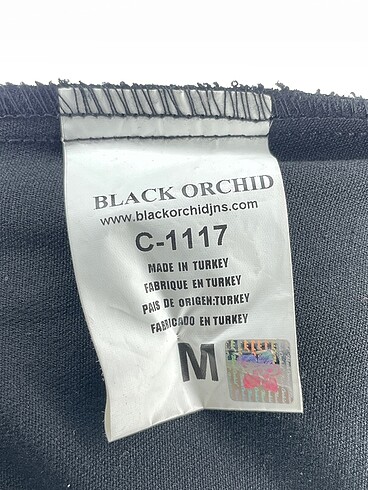 BLACK ORCHID
www.blackorchidjns.com
C-1117
MADE IN TURKEY
FABRIQUE EN TURKEY
PAIS DE ORIGEN:TURKEY
FABRICADO EN TURKEY
M